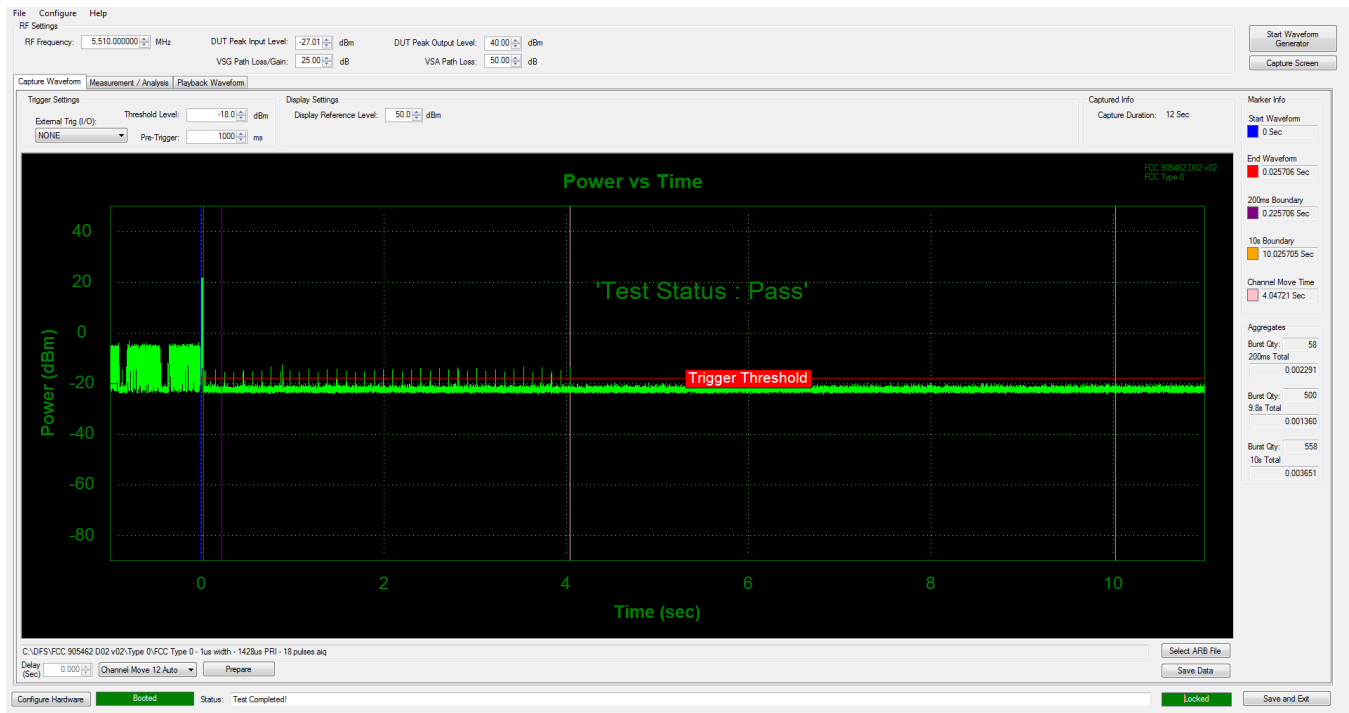 File Configure Help
RF Settings
RF Frequency: 5,510.000000 MHz DUT Peak Input Level: -27.01 dBm DUT Peak Output Level: 40.00 dBm
VSG Path Loss/Gain: 25.00 dB VSA Path Loss: 50.00 dB
Start Waveform
Generator
Capture Screen
Capture Waveform Measurement / Analysis Playback Waveform
Trigger Settings
External Trig (I/O):
NONE
Threshold Level: -18.0 dBm
Pre-Trigger: 1000 ms
Display Settings
Display Reference Level: 50.0 dBm
Captured Info
Capture Duration: 12 Sec
Marker Info
Start Waveform
0 Sec
End Waveform
0.025706 Sec
200ms Boundary
0.225706 Sec
10s Boundary
10.025705 Sec
Channel Move Time
4.04721 Sec
Aggregates
Burst Qty: 58
200ms Total
0.002291
Burst Qty: 500
9.8s Total
0.001360
Burst Qty: 558
10s Total
0.003651
FCC 905462 D02 v02
FCC Type 0
Power vs Time
'Test Status : Pass'
Trigger Threshold
Power (dBm)
40
20
0
-20
-40
-60
-80
0 2 4 6 8 10
Time (sec)
C:\DFS\FCC 905462 D02 v02\Type 0\FCC Type 0 - 1us width - 1428us PRI - 18 pulses.aiq
Select ARB File
Delay
(Sec) 0.000 Channel Move 12 Auto Prepare
Save Data
Configure Hardware Booted Status: Test Completed! Locked Save and Exit